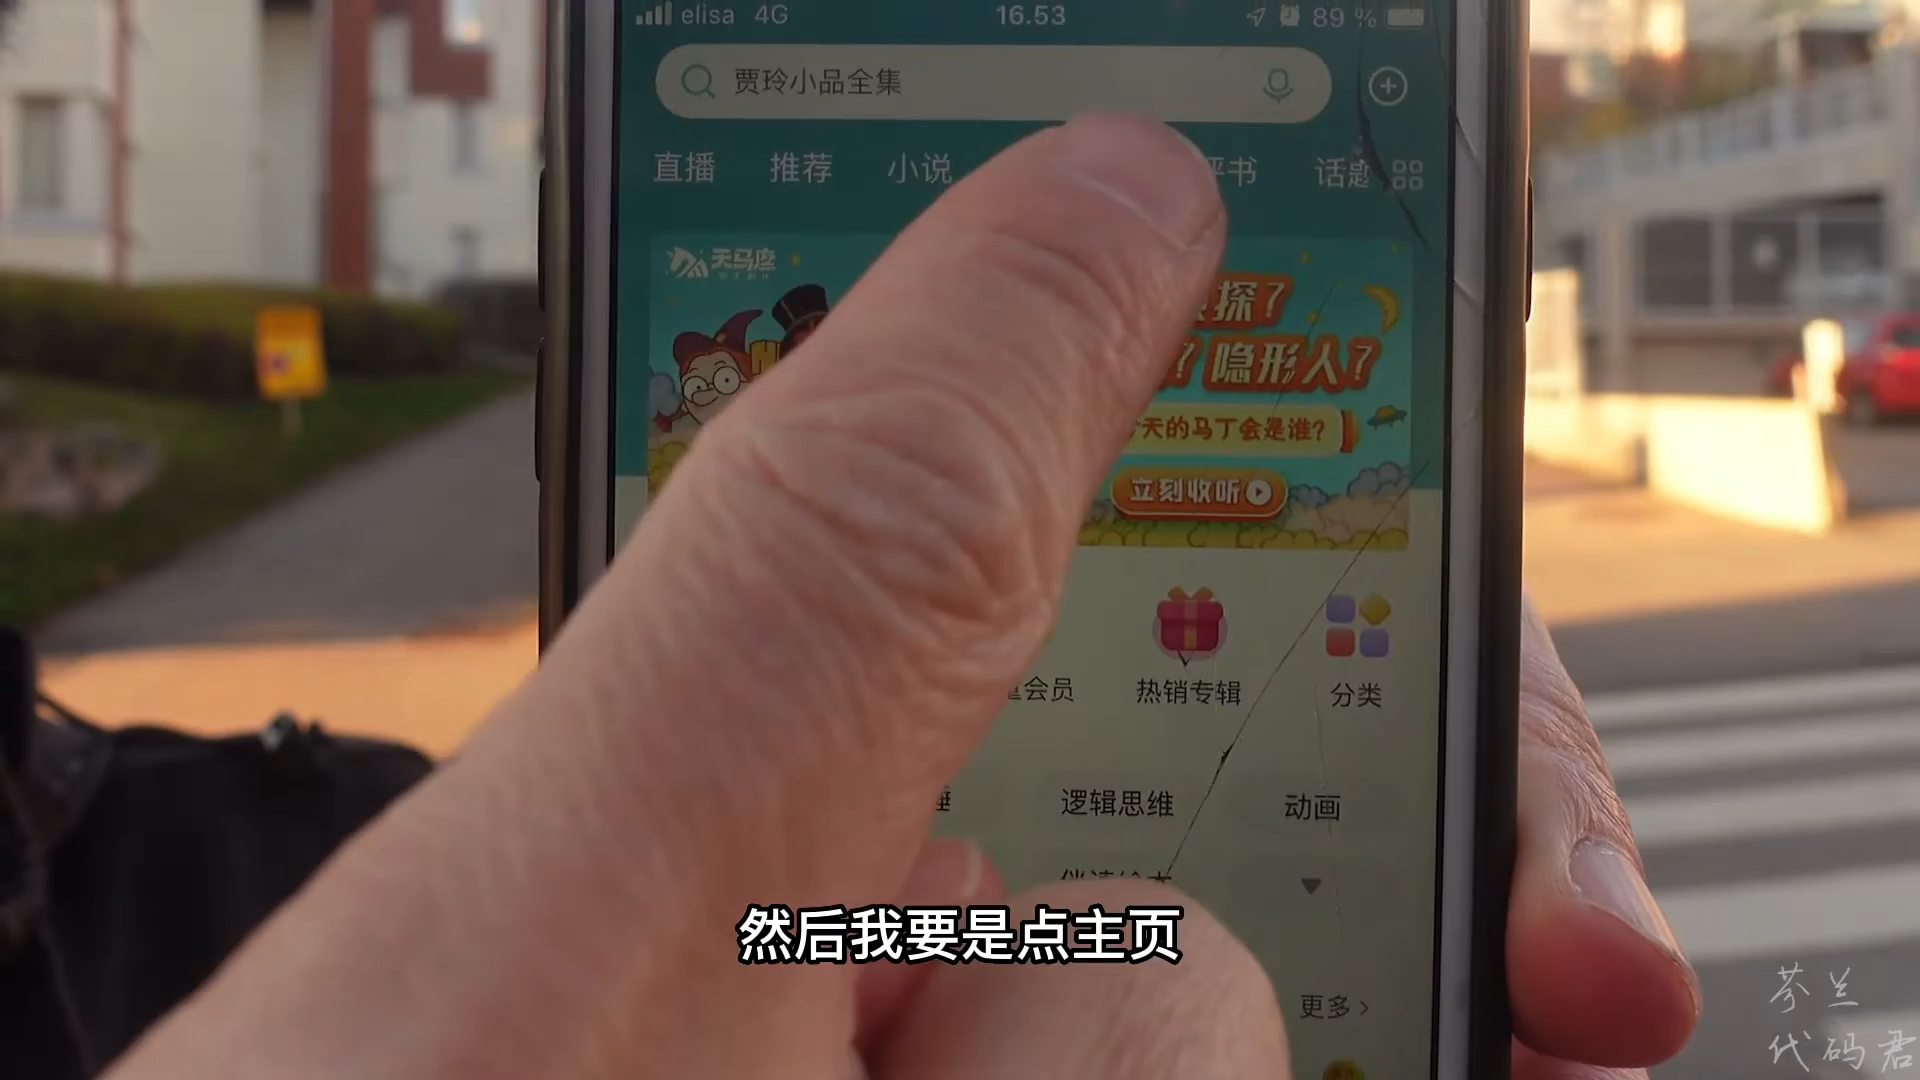 elisa 4G 16.53 89 %
贾玲小品全集
直播 推荐 小说 评书 话题
天马座
探?
? 隐形人?
天的马丁会是谁?
立刻收听
会员 热销专辑 分类
逻辑思维 动画
然后我要是点主页
更多 >
芬兰
代码君